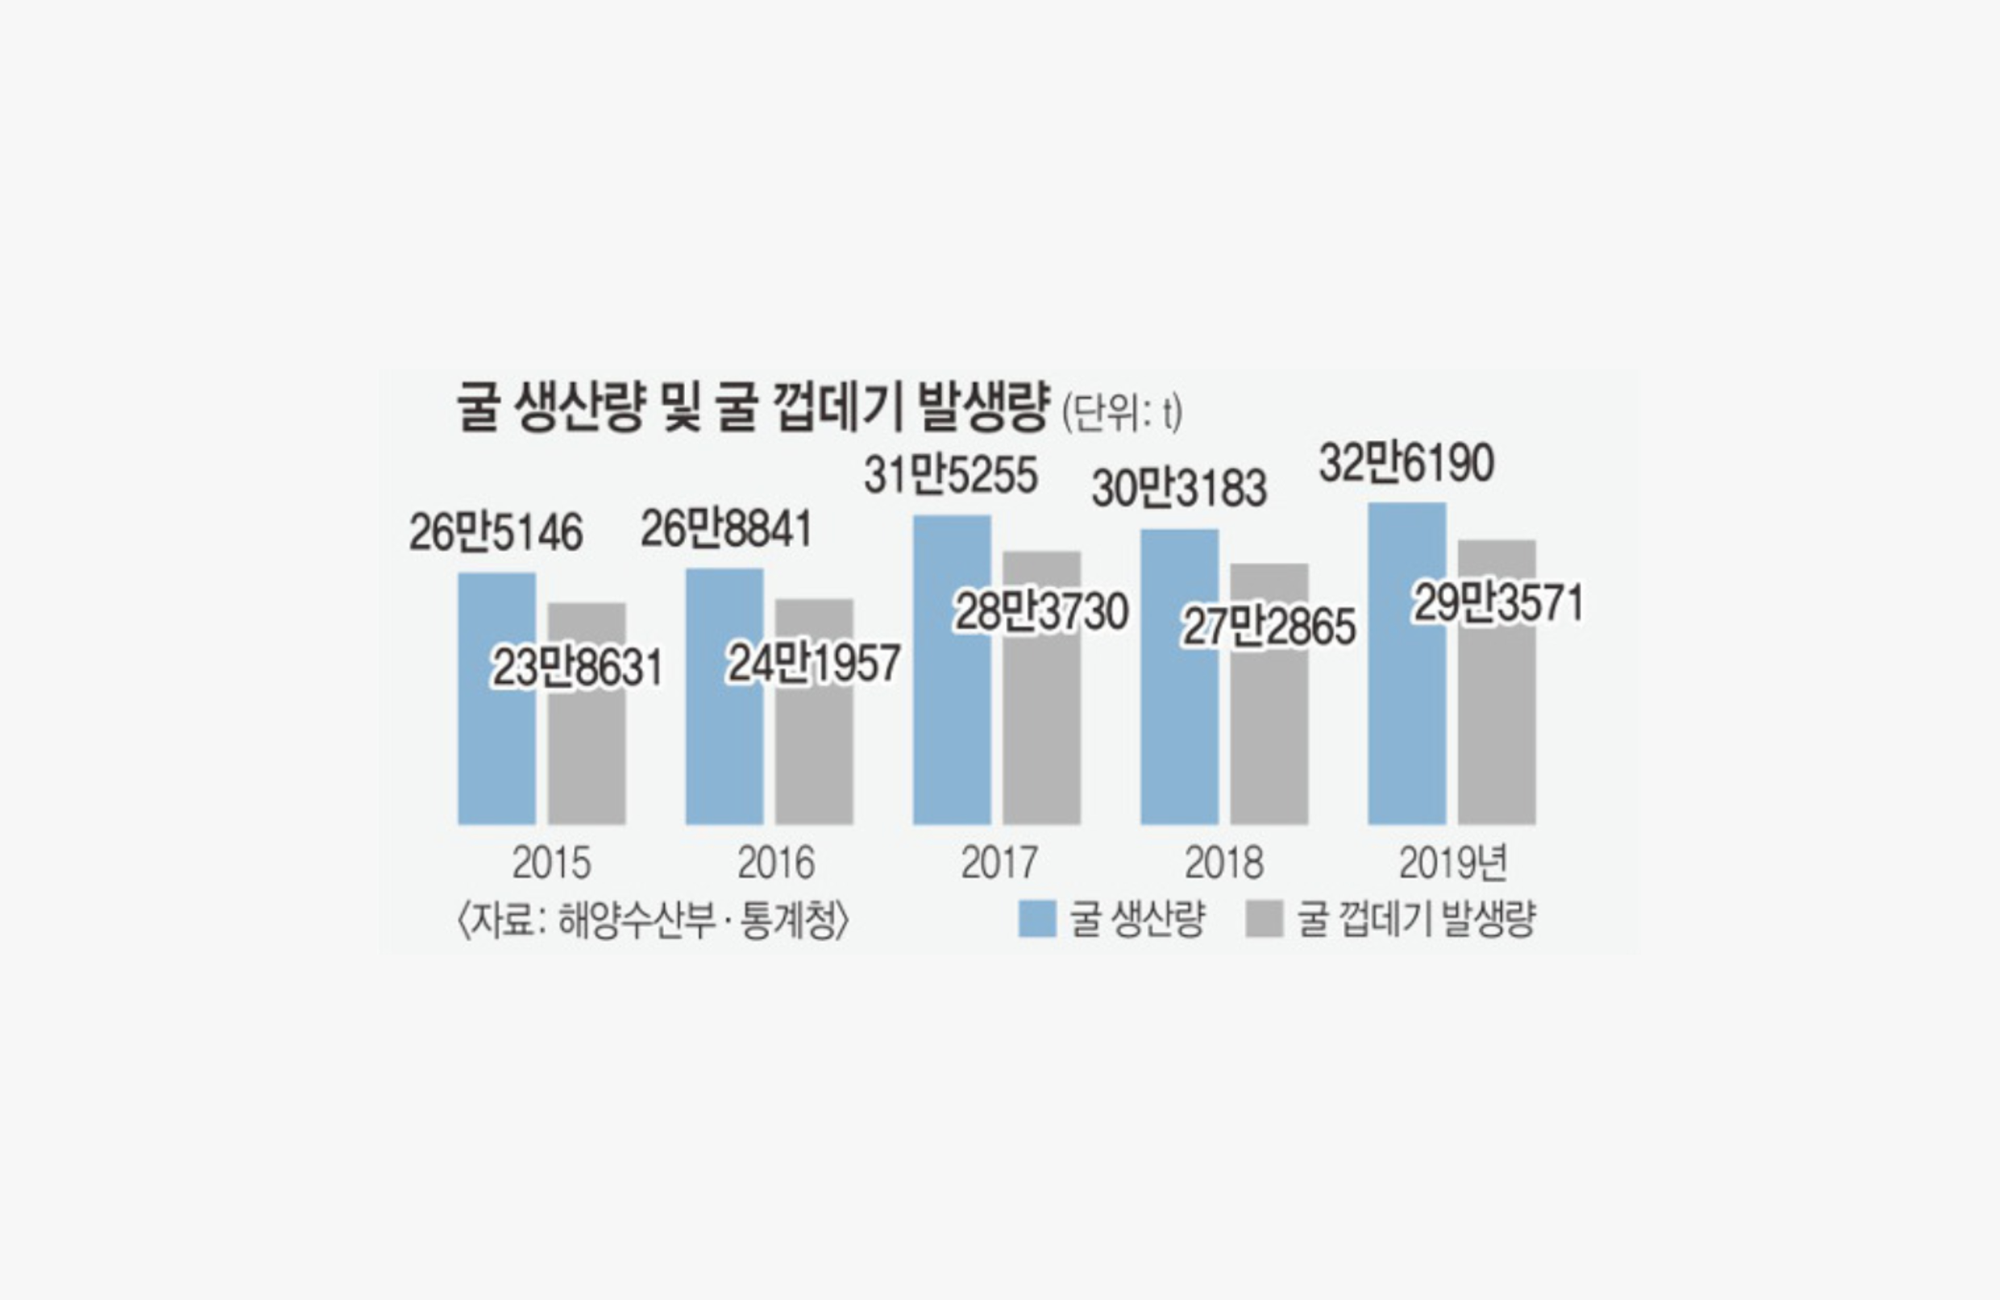 굴 생산량 및 굴 껍데기 발생량 (단위: t)
26만5146 26만8841 31만5255 30만3183 32만6190
23만8631 24만1957 28만3730 27만2865 29만3571
2015 2016 2017 2018 2019년
〈자료: 해양수산부·통계청〉 굴 생산량 굴 껍데기 발생량